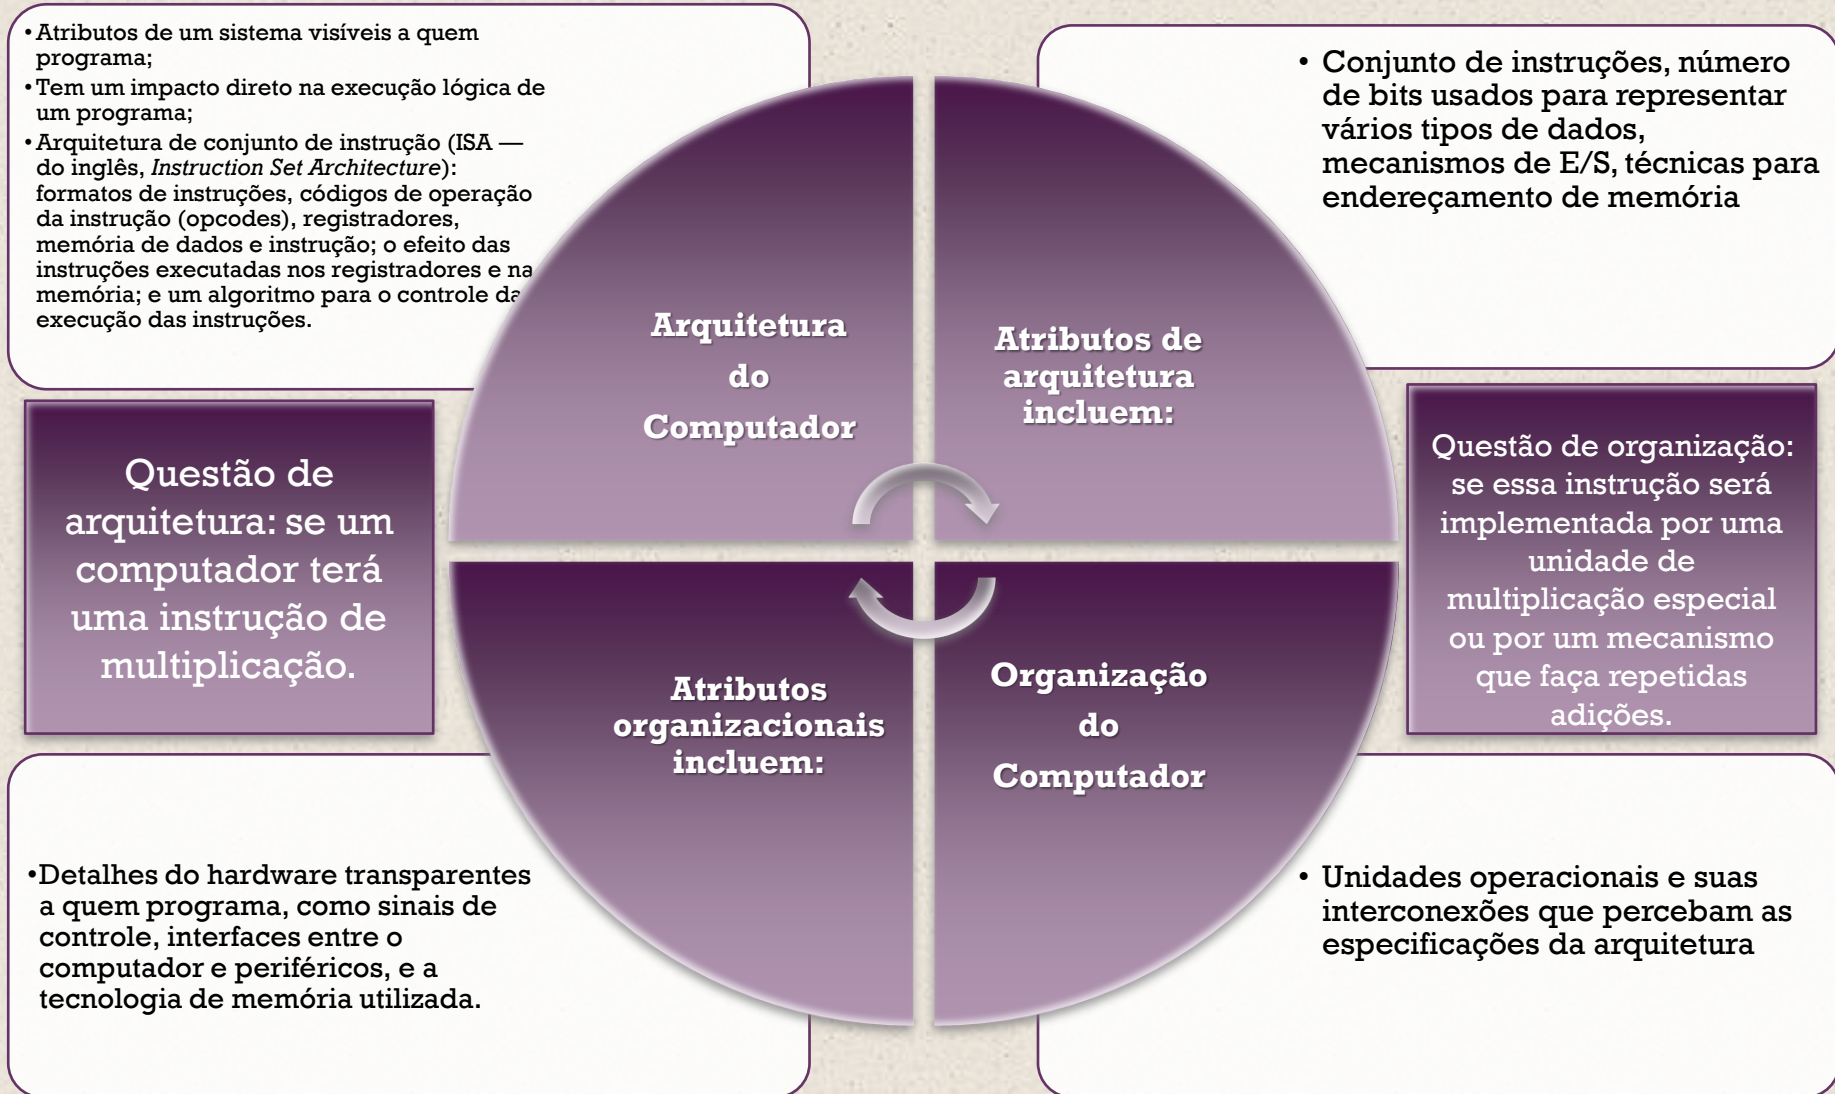 •Atributos de um sistema visíveis a quem
programa;
•Tem um impacto direto na execução lógica de
um programa;
•Arquitetura de conjunto de instrução (ISA —
do inglês, Instruction Set Architecture):
formatos de instruções, códigos de operação
da instrução (opcodes), registradores,
memória de dados e instrução; o efeito das
instruções executadas nos registradores e na
memória; e um algoritmo para o controle da
execução das instruções.
• Conjunto de instruções, número
de bits usados para representar
vários tipos de dados,
mecanismos de E/S, técnicas para
endereçamento de memória
Arquitetura
do
Computador
Atributos de
arquitetura
incluem:
Questão de
arquitetura: se um
computador terá
uma instrução de
multiplicação.
Questão de organização:
se essa instrução será
implementada por uma
unidade de
multiplicação especial
ou por um mecanismo
que faça repetidas
adições.
Atributos
organizacionais
incluem:
Organização
do
Computador
•Detalhes do hardware transparentes
a quem programa, como sinais de
controle, interfaces entre o
computador e periféricos, e a
tecnologia de memória utilizada.
• Unidades operacionais e suas
interconexões que percebam as
especificações da arquitetura